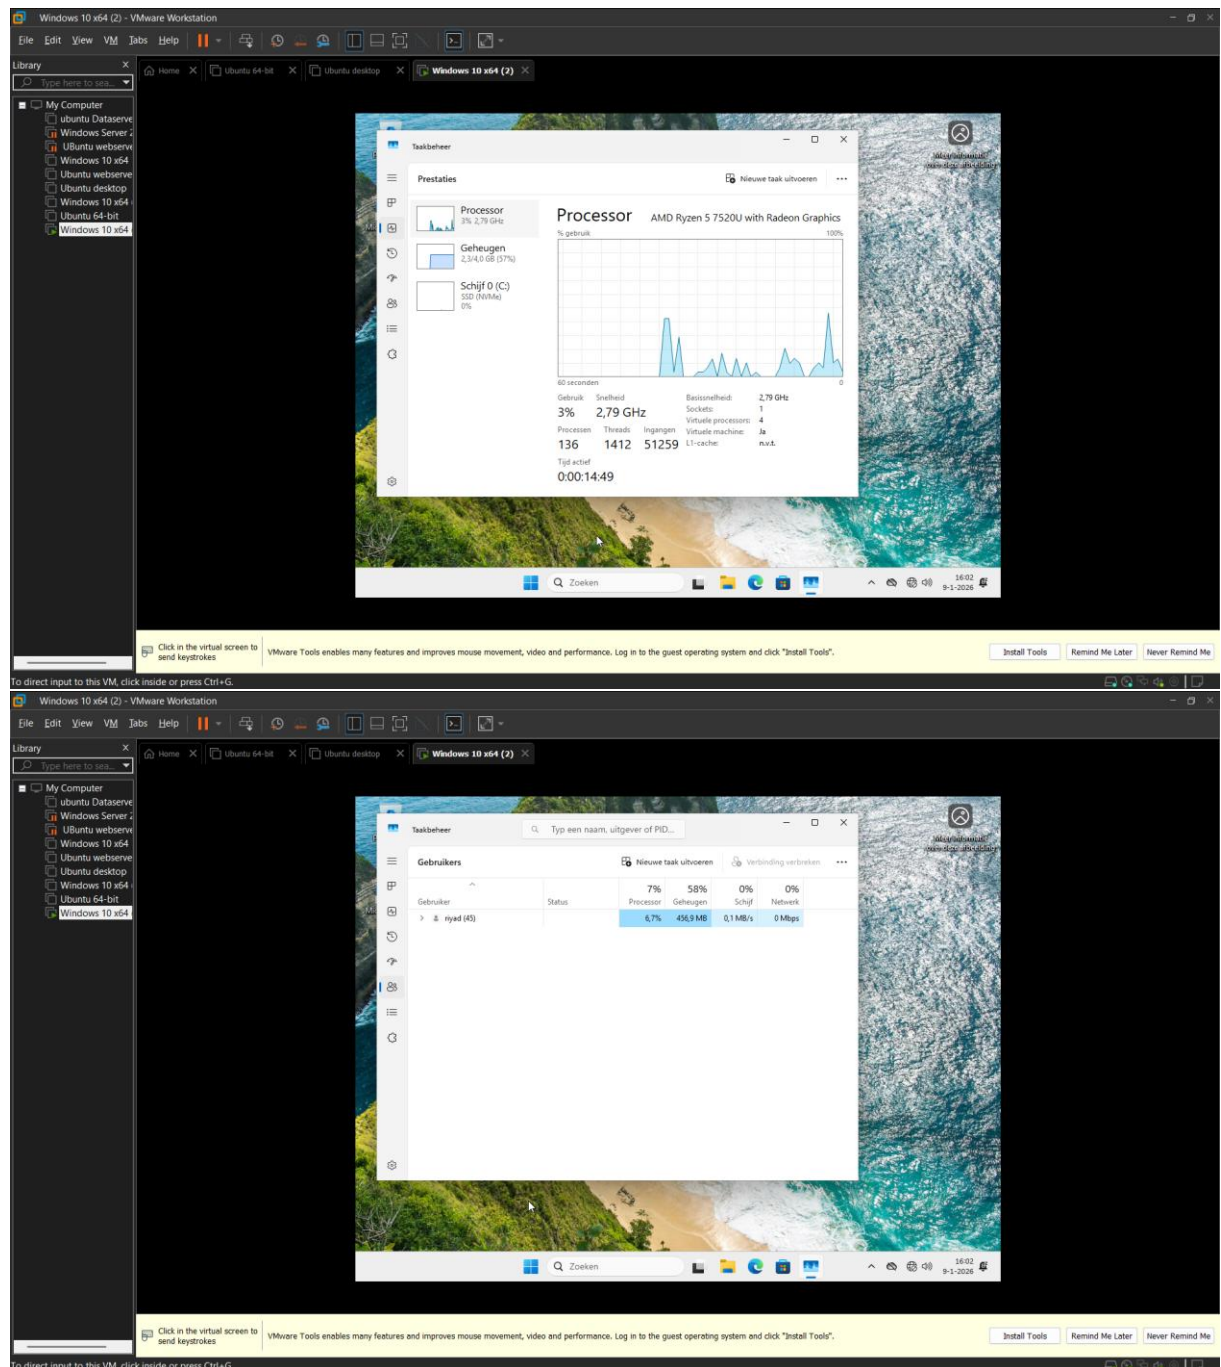 Windows 10 x64 (2) - VMware Workstation
File Edit View VM Tabs Help
Library
Type here to sea...
Home Ubuntu 64-bit Ubuntu desktop Windows 10 x64 (2)
My Computer
ubuntu Dataserve
Windows Server 2
UBuntu webserve
Windows 10 x64
Ubuntu webserve
Ubuntu desktop
Windows 10 x64
Ubuntu 64-bit
Windows 10 x64
Taakbeheer
Prestaties
Nieuwe taak uitvoeren
Processor
3% 2,79 GHz
Geheugen
2,3/4,0 GB (57%)
Schijf 0 (C:)
SSD (NVMe)
0%
Processor AMD Ryzen 5 7520U with Radeon Graphics
% gebruik 100%
60 seconden 0
Gebruik Snelheid
3% 2,79 GHz
Processen Threads Ingangen
136 1412 51259
Tijd actief
0:00:14:49
Basissnelheid: 2,79 GHz
Sockets: 1
Virtuele processors: 4
Virtuele machine: Ja
L1-cache: n.v.t.
Zoeken
16:02
9-1-2026
Click in the virtual screen to
send keystrokes
VMware Tools enables many features and improves mouse movement, video and performance. Log in to the guest operating system and click "Install Tools".
Install Tools Remind Me Later Never Remind Me
To direct input to this VM, click inside or press Ctrl+G.
Windows 10 x64 (2) - VMware Workstation
File Edit View VM Tabs Help
Library
Type here to sea...
Home Ubuntu 64-bit Ubuntu desktop Windows 10 x64 (2)
My Computer
ubuntu Dataserve
Windows Server 2
UBuntu webserve
Windows 10 x64
Ubuntu webserve
Ubuntu desktop
Windows 10 x64
Ubuntu 64-bit
Windows 10 x64
Taakbeheer
Typ een naam, uitgever of PID...
Gebruikers
Nieuwe taak uitvoeren
Verbinding verbreken
7% 58% 0% 0%
Gebruiker Status Processor Geheugen Schijf Netwerk
riyad (45) 6,7% 456,9 MB 0,1 MB/s 0 Mbps
Zoeken
16:02
9-1-2026
Click in the virtual screen to
send keystrokes
VMware Tools enables many features and improves mouse movement, video and performance. Log in to the guest operating system and click "Install Tools".
Install Tools Remind Me Later Never Remind Me
To direct input to this VM, click inside or press Ctrl+G.